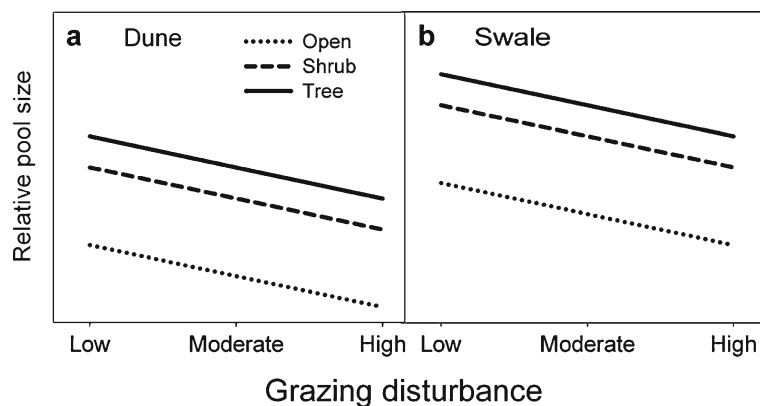 a Dune
Open
Shrub
Tree
b Swale
Relative pool size
Low Moderate High
Low Moderate High
Grazing disturbance